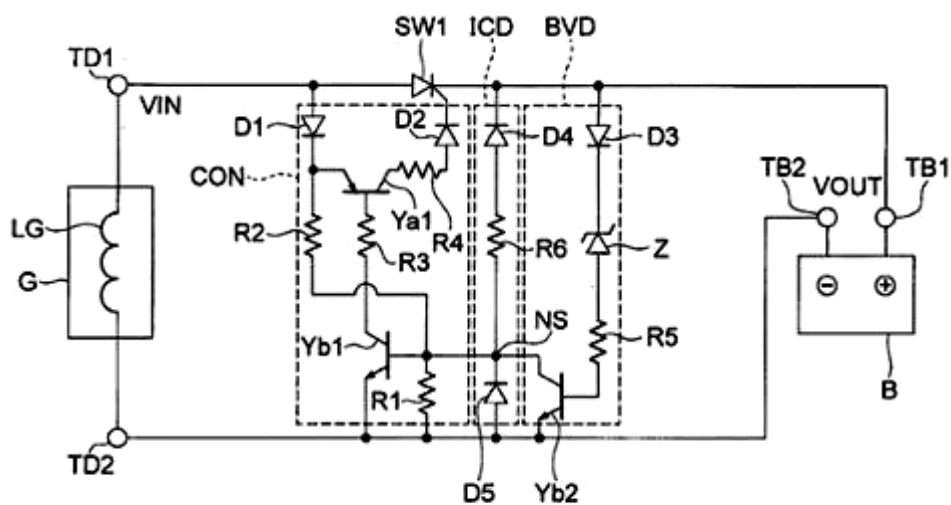 SW1 ICD BVD
TD1
VIN
D1 D2 D4 D3
CON
TB2 VOUT TB1
Ya1
LG
R2 R3 R4 R6 Z
G
⊖ ⊕
NS
Yb1 R5
B
R1
TD2
D5 Yb2